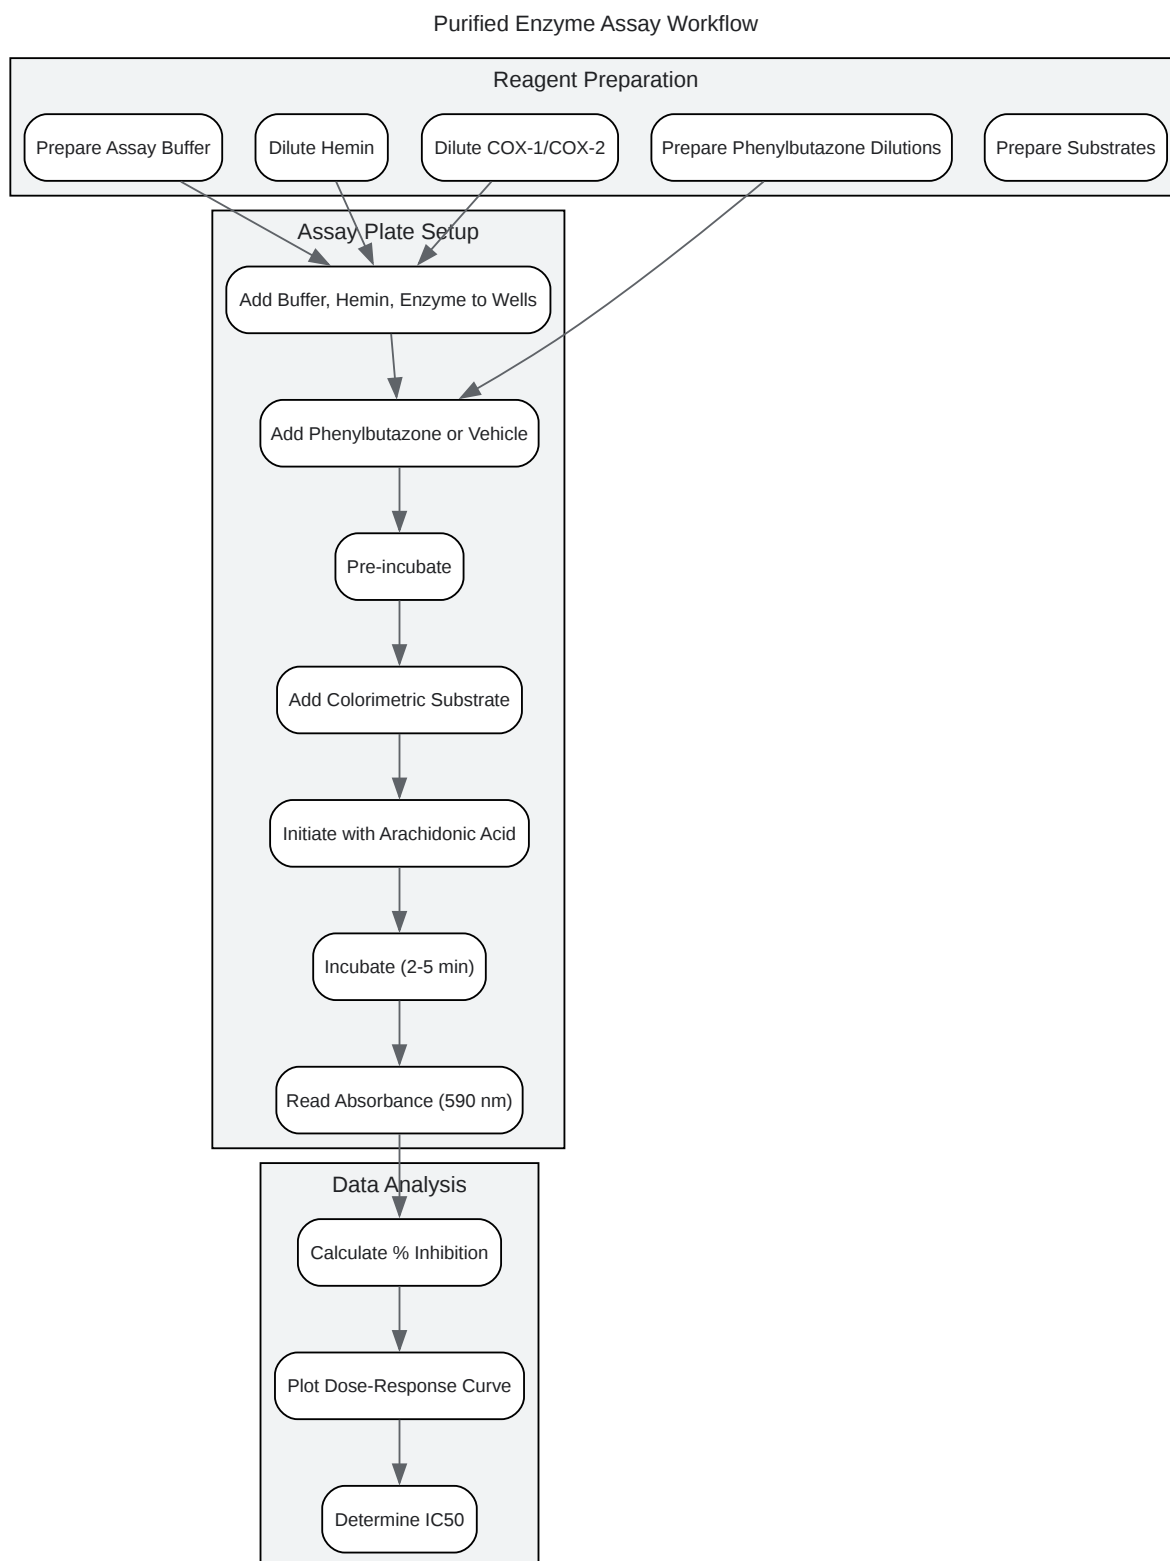 Purified Enzyme Assay Workflow
Reagent Preparation
Prepare Assay Buffer
Dilute Hemin
Dilute COX-1/COX-2
Prepare Phenylbutazone Dilutions
Prepare Substrates
Assay Plate Setup
Add Buffer, Hemin, Enzyme to Wells
Add Phenylbutazone or Vehicle
Pre-incubate
Add Colorimetric Substrate
Initiate with Arachidonic Acid
Incubate (2-5 min)
Read Absorbance (590 nm)
Data Analysis
Calculate % Inhibition
Plot Dose-Response Curve
Determine IC50